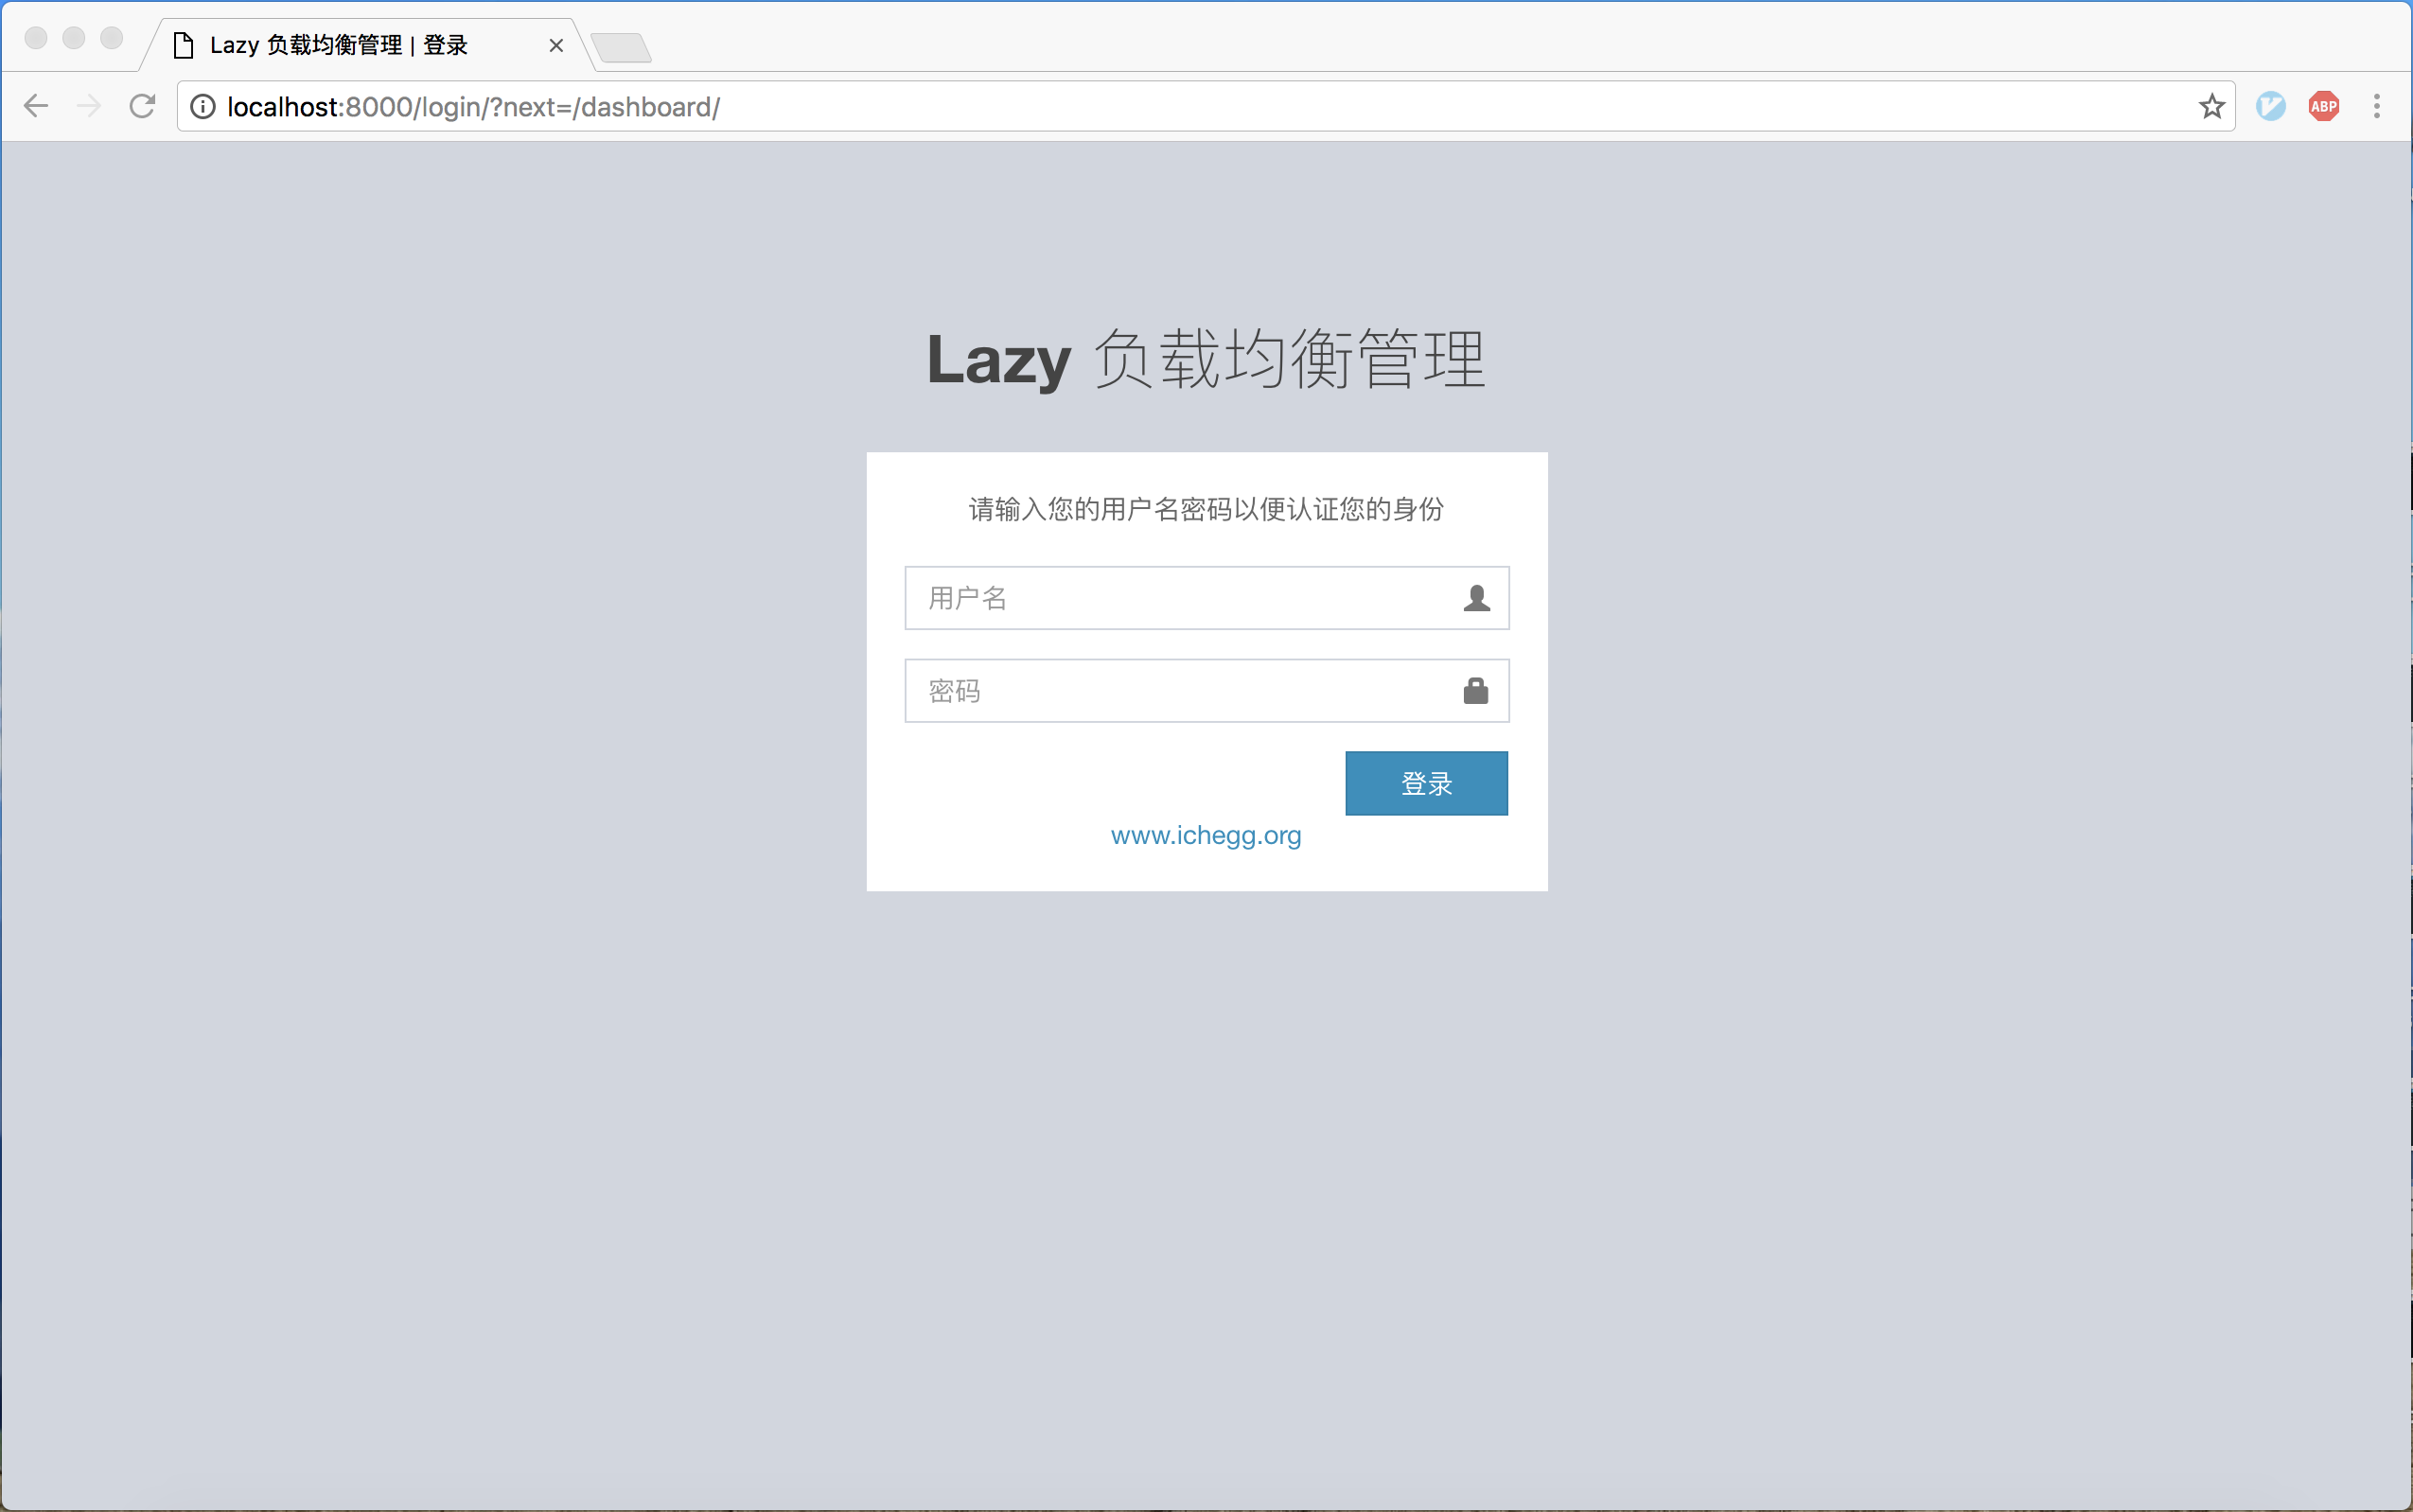 Lazy 负载均衡管理 | 登录
localhost:8000/login/?next=/dashboard/
ABP
Lazy 负载均衡管理
请输入您的用户名密码以便认证您的身份
用户名
密码
登录
www.ichegg.org